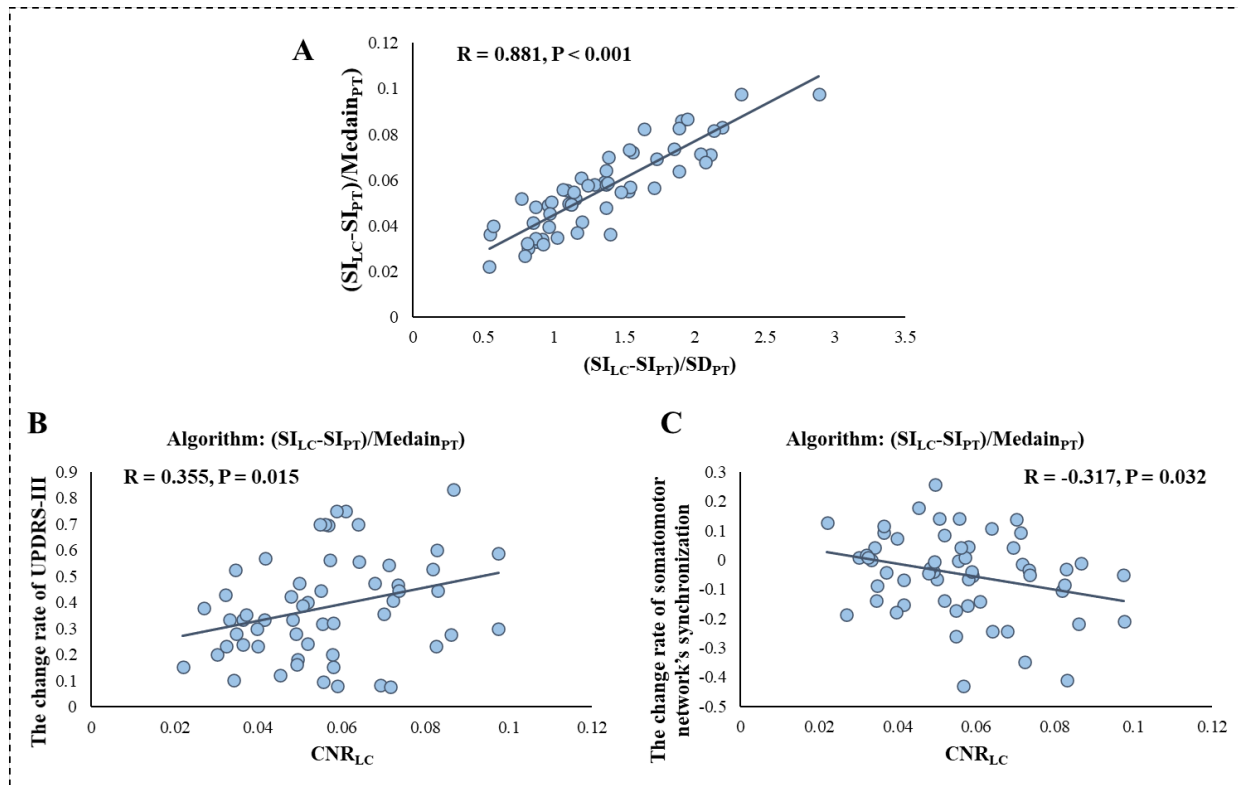 A
R = 0.881, P < 0.001
(SILC-SIPT)/MedainPT)
0.12
0.1
0.08
0.06
0.04
0.02
0
0 0.5 1 1.5 2 2.5 3 3.5
(SILC-SIPT)/SDPT)
B
Algorithm: (SILC-SIPT)/MedainPT)
R = 0.355, P = 0.015
The change rate of UPDRS-III
0.9
0.8
0.7
0.6
0.5
0.4
0.3
0.2
0.1
0
0 0.02 0.04 0.06 0.08 0.1 0.12
CNRLC
C
Algorithm: (SILC-SIPT)/MedainPT)
R = -0.317, P = 0.032
The change rate of somatomotor
network's synchronization
0.3
0.2
0.1
0
-0.1
-0.2
-0.3
-0.4
-0.5
0 0.02 0.04 0.06 0.08 0.1 0.12
CNRLC